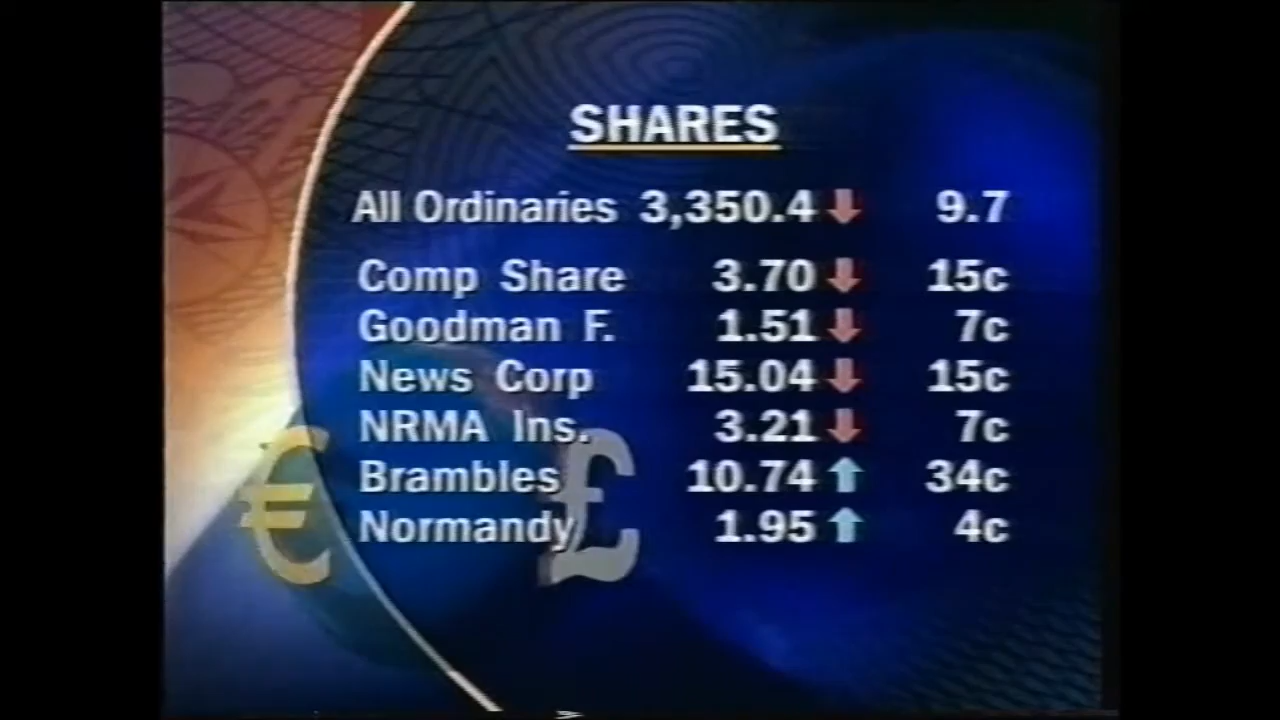 SHARES
All Ordinaries 3,350.4 ↓ 9.7
Comp Share 3.70 ↓ 15c
Goodman F. 1.51 ↓ 7c
News Corp 15.04 ↓ 15c
NRMA Ins. 3.21 ↓ 7c
Brambles 10.74 ↑ 34c
Normandy 1.95 ↑ 4c
€ £